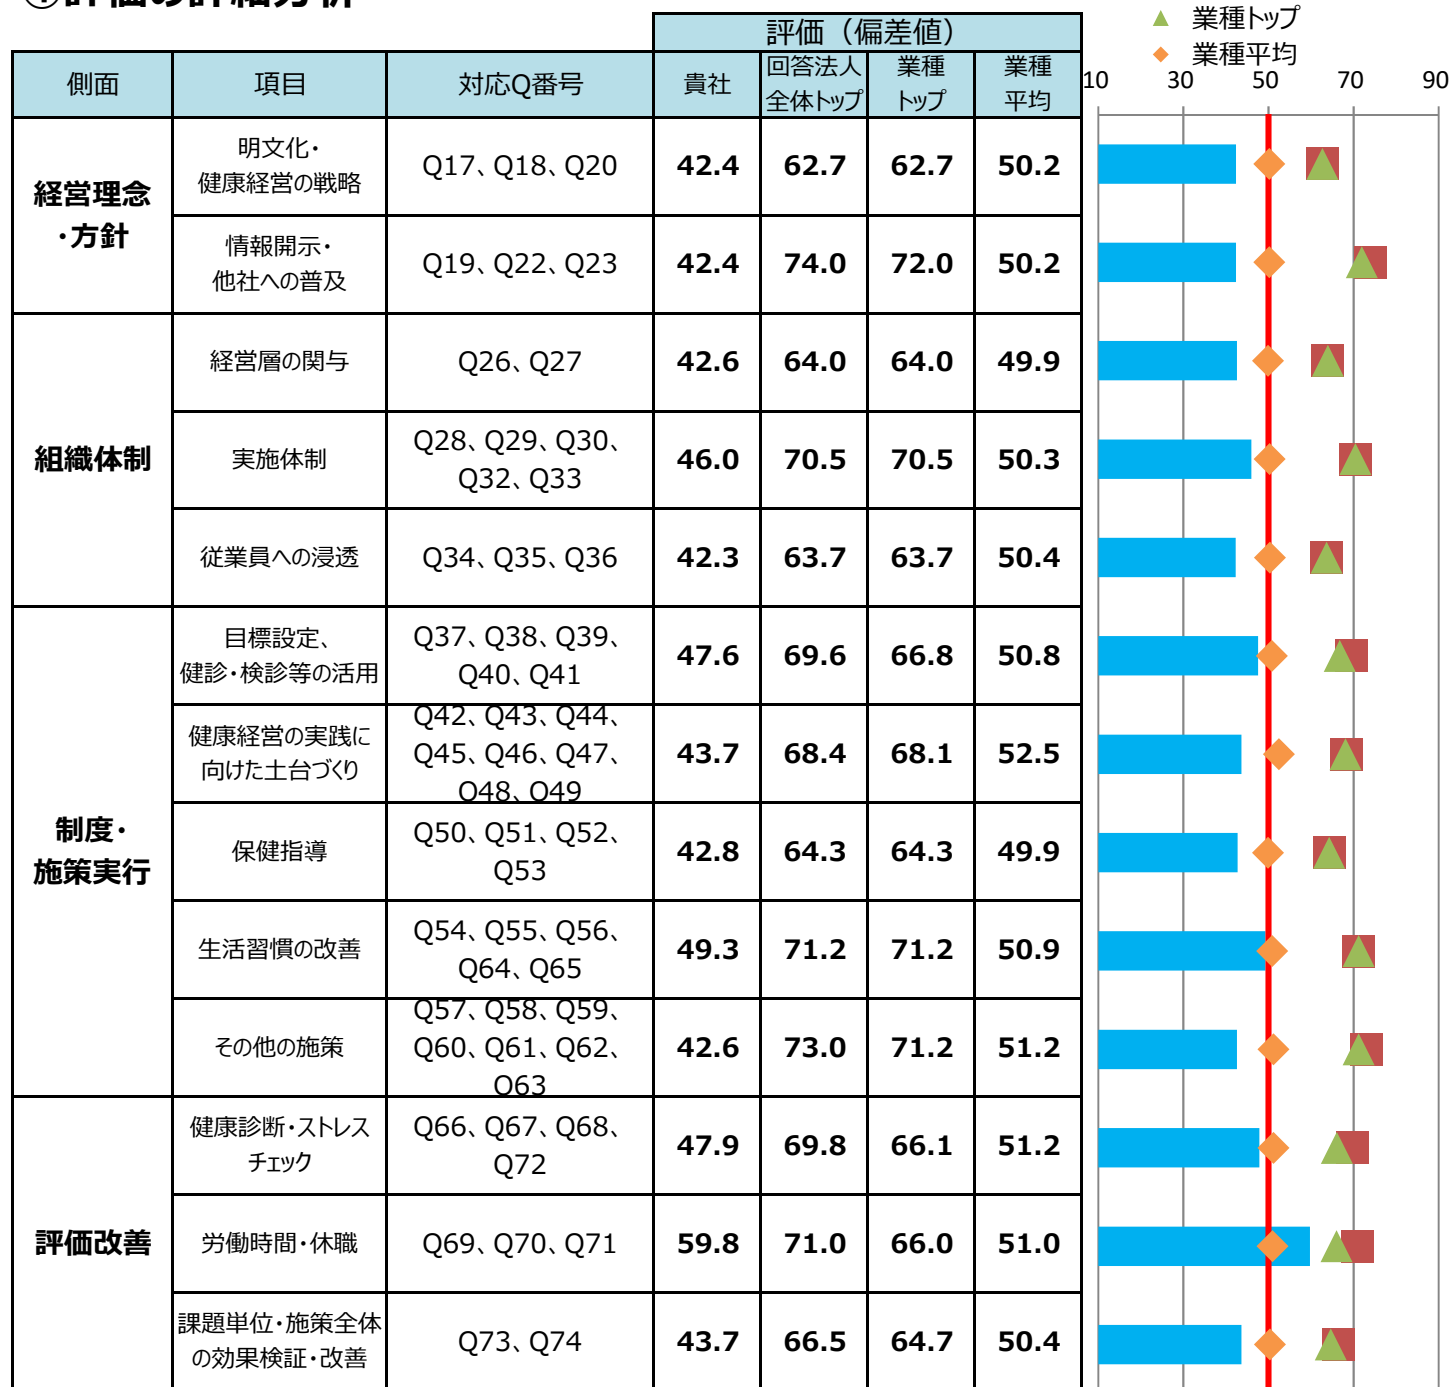 ①評価の詳細分析
▲ 業種トップ
◆ 業種平均
評価（偏差値）
側面 項目 対応Q番号 貴社 回答法人 業種 業種
全体トップ トップ 平均
10 30 50 70 90
経営理念
・方針
明文化・
健康経営の戦略
Q17、Q18、Q20
42.4 62.7 62.7 50.2
情報開示・
他社への普及
Q19、Q22、Q23
42.4 74.0 72.0 50.2
組織体制
経営層の関与
Q26、Q27
42.6 64.0 64.0 49.9
実施体制
Q28、Q29、Q30、
Q32、Q33
46.0 70.5 70.5 50.3
従業員への浸透
Q34、Q35、Q36
42.3 63.7 63.7 50.4
制度・
施策実行
目標設定、
健診・検診等の活用
Q37、Q38、Q39、
Q40、Q41
47.6 69.6 66.8 50.8
健康経営の実践に
向けた土台づくり
Q42、Q43、Q44、
Q45、Q46、Q47、
Q48、Q49
43.7 68.4 68.1 52.5
保健指導
Q50、Q51、Q52、
Q53
42.8 64.3 64.3 49.9
生活習慣の改善
Q54、Q55、Q56、
Q64、Q65
49.3 71.2 71.2 50.9
その他の施策
Q57、Q58、Q59、
Q60、Q61、Q62、
Q63
42.6 73.0 71.2 51.2
評価改善
健康診断・ストレス
チェック
Q66、Q67、Q68、
Q72
47.9 69.8 66.1 51.2
労働時間・休職
Q69、Q70、Q71
59.8 71.0 66.0 51.0
課題単位・施策全体
の効果検証・改善
Q73、Q74
43.7 66.5 64.7 50.4